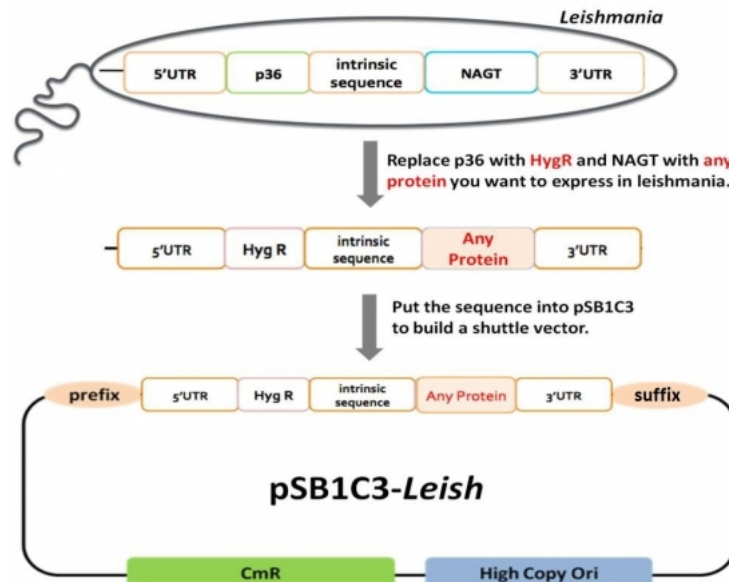 Leishmania
5'UTR
p36
intrinsic
sequence
NAGT
3'UTR
Replace p36 with HygR and NAGT with any
protein you want to express in leishmania.
5'UTR
Hyg R
intrinsic
sequence
Any
Protein
3'UTR
Put the sequence into pSB1C3
to build a shuttle vector.
prefix
5'UTR
Hyg R
intrinsic
sequence
Any Protein
3'UTR
suffix
pSB1C3-Leish
CmR
High Copy Ori